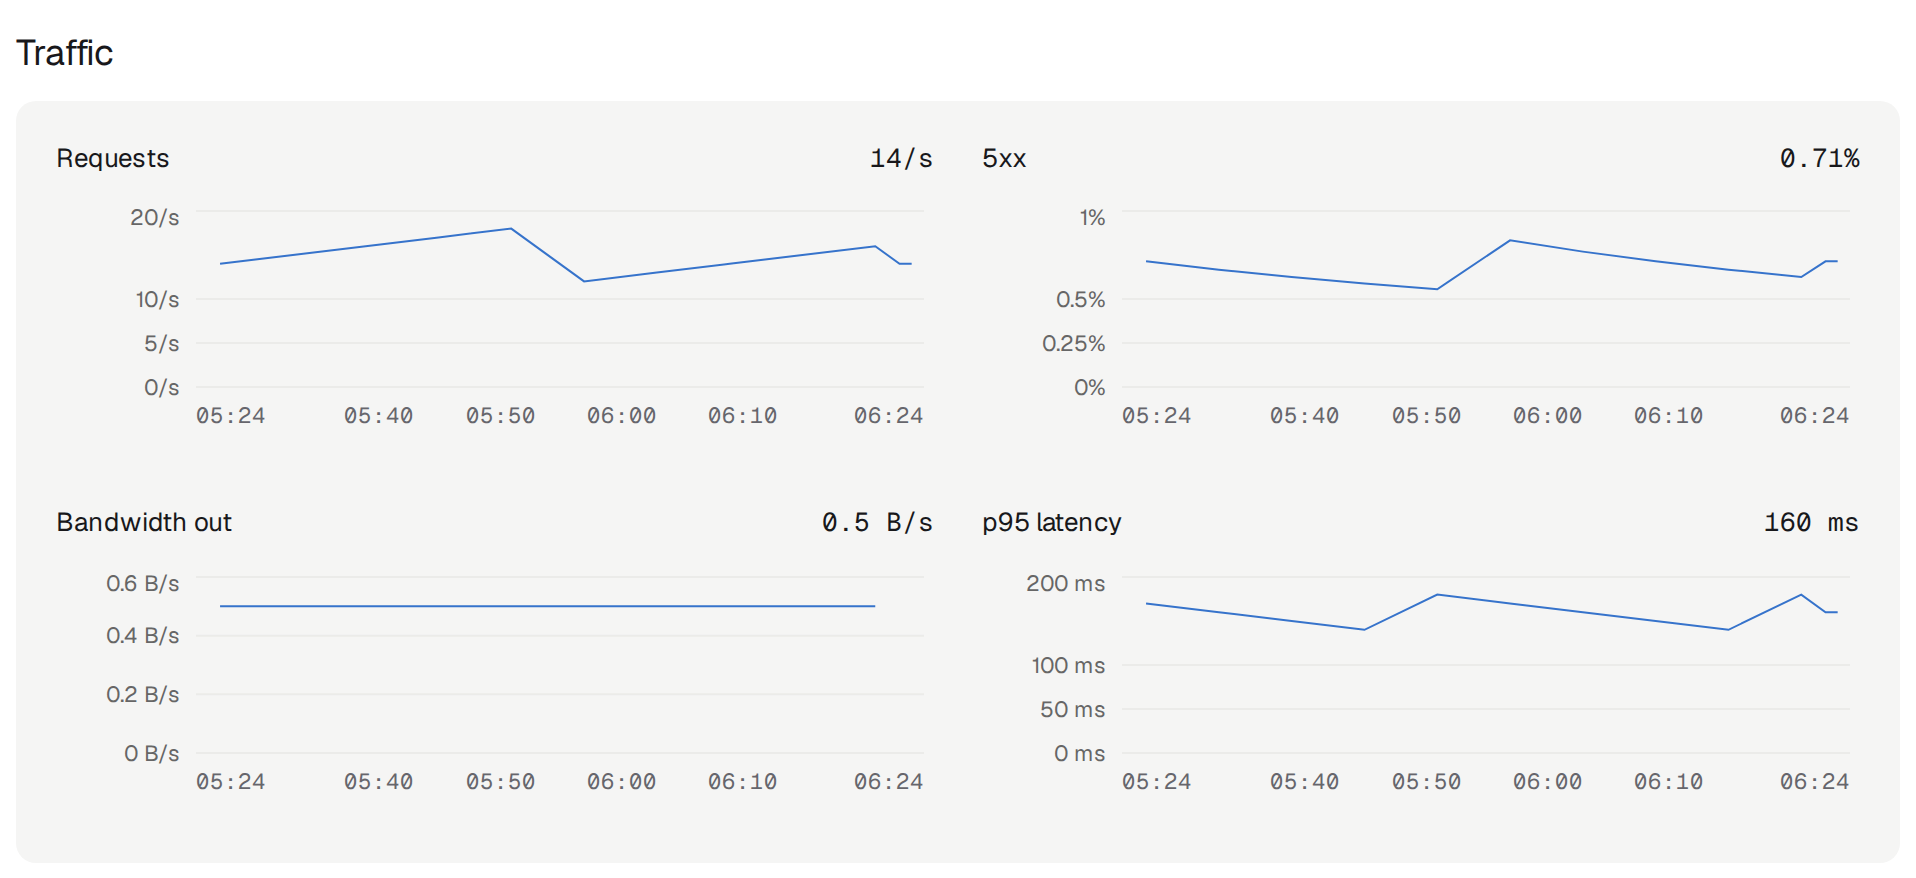 Traffic
Requests 14/s
20/s
10/s
5/s
0/s
05:24 05:40 05:50 06:00 06:10 06:24
5xx 0.71%
1%
0.5%
0.25%
0%
05:24 05:40 05:50 06:00 06:10 06:24
Bandwidth out 0.5 B/s
0.6 B/s
0.4 B/s
0.2 B/s
0 B/s
05:24 05:40 05:50 06:00 06:10 06:24
p95 latency 160 ms
200 ms
100 ms
50 ms
0 ms
05:24 05:40 05:50 06:00 06:10 06:24